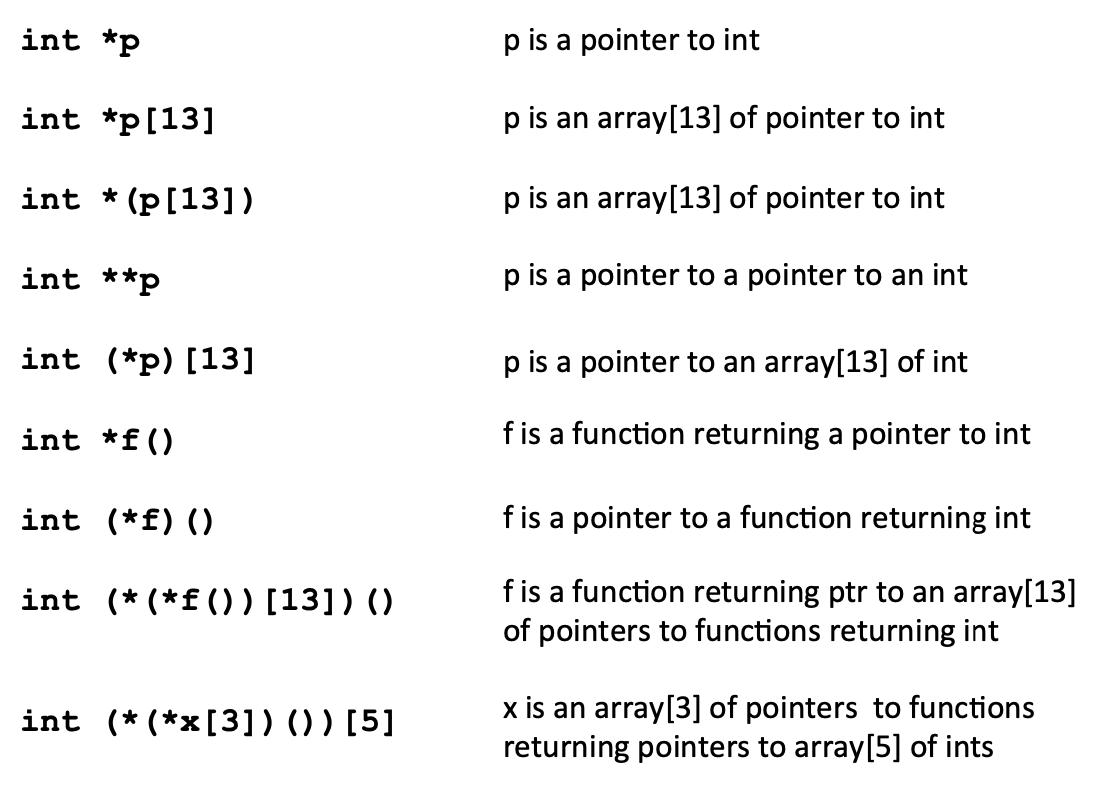 int *p p is a pointer to int
int *p[13] p is an array[13] of pointer to int
int *(p[13]) p is an array[13] of pointer to int
int **p p is a pointer to a pointer to an int
int (*p)[13] p is a pointer to an array[13] of int
int *f() f is a function returning a pointer to int
int (*f)() f is a pointer to a function returning int
int (*(*f())[13])() f is a function returning ptr to an array[13]
of pointers to functions returning int
int (*(*x[3])())[5] x is an array[3] of pointers  to functions
returning pointers to array[5] of ints